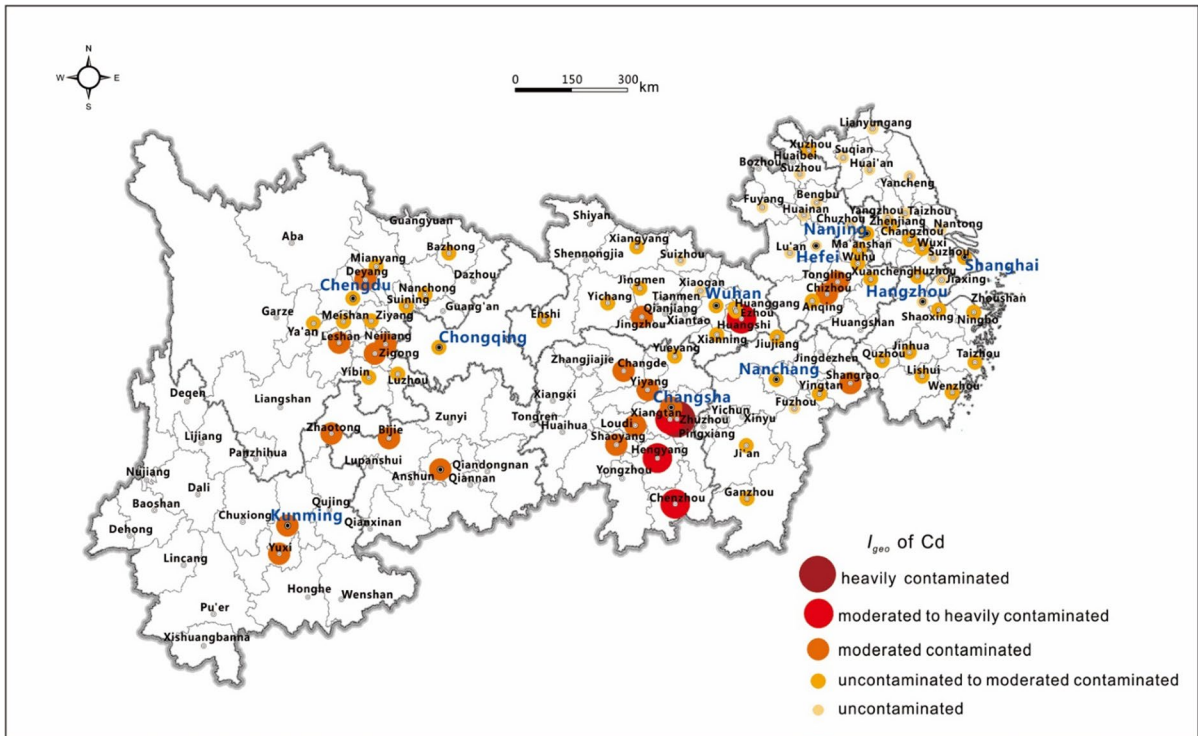 N
W E
S
0 150 300 km
Lianyungang
Xuzhou
Huaibei
Suqian
Bozhou
Suzhou
Huai'an
Yancheng
Fuyang
Bengbu
Huainan
Chuzhou
Yangzhou
Taizhou
Zhenjiang
Nantong
Nanjing
Changzhou
Lu'an
Ma'anshan
Wuxi
Hefei
Wuhu
Suzhou
Shanghai
Tongling
Xuancheng
Huzhou
Jiaxing
Chizhou
Hangzhou
Zhoushan
Anqing
Shaoxing
Ningbo
Huangshan
Shiyan
Guangyuan
Aba
Xiangyang
Bazhong
Shennongjia
Suizhou
Mianyang
Deyang
Dazhou
Jingmen
Xiaogan
Chengdu
Nanchong
Yichang
Tianmen
Wuhan
Huanggang
Suining
Guang'an
Qianjiang
Ezhou
Garze
Meishan
Ziyang
Enshi
Jingzhou
Xiantao
Huangshi
Ya'an
Leshan
Neijiang
Chongqing
Xianning
Jiujiang
Zigong
Yueyang
Zhangjiajie
Changde
Jingdezhen
Jinhua
Quzhou
Taizhou
Yibin
Luzhou
Nanchang
Shangrao
Lishui
Yiyang
Yingtan
Wenzhou
Deqen
Liangshan
Xiangxi
Changsha
Fuzhou
Zunyi
Tongren
Xiangtan
Yichun
Xinyu
Zhaotong
Bijie
Huaihua
Loudi
Zhuzhou
Lijiang
Shaoyang
Pingxiang
Panzhihua
Hengyang
Ji'an
Nujiang
Lupanshui
Qiandongnan
Yongzhou
Dali
Anshun
Qiannan
Baoshan
Qujing
Chenzhou
Ganzhou
Chuxiong
Kunming
Qianxinan
Dehong
Yuxi
Lincang
Honghe
Wenshan
Pu'er
Xishuangbanna
Igeo of Cd
heavily contaminated
moderated to heavily contaminated
moderated contaminated
uncontaminated to moderated contaminated
uncontaminated